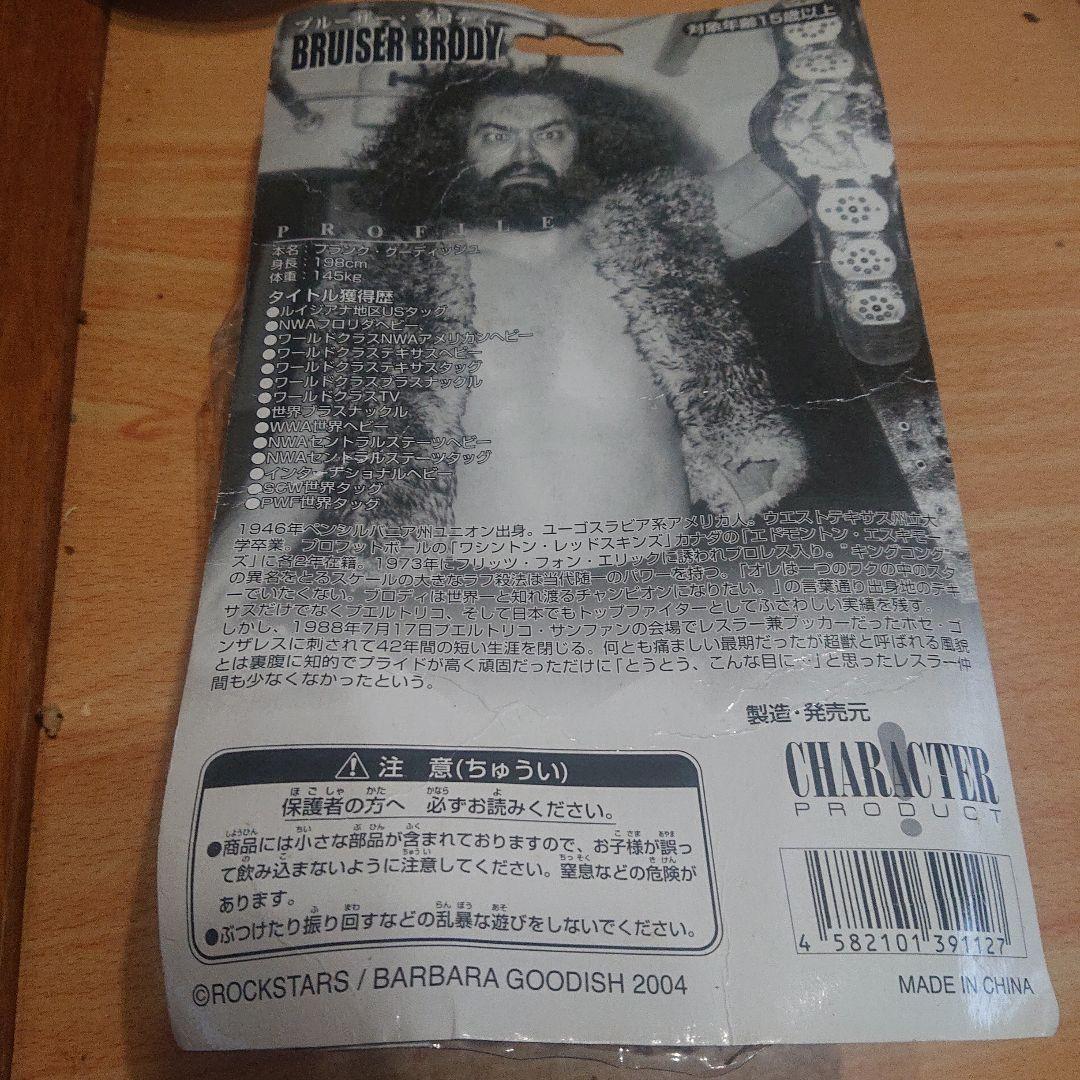 ブルーザー・ブロディ
BRUISER BRODY
対象年齢15歳以上
PROFILE
本名：フランク・グーディッシュ
身長：198cm
体重：145kg
タイトル獲得歴
●ルイジアナ地区USタッグ
●NWAフロリダヘビー、
●ワールドクラスNWAアメリカンヘビー
●ワールドクラステキサスヘビー
●ワールドクラステキサスタッグ
●ワールドクラスブラスナックル
●ワールドクラスTV
●世界ブラスナックル
●WWA世界ヘビー
●NWAセントラルステーツヘビー
●NWAセントラルステーツタッグ
●インターナショナルヘビー
●SCW世界タッグ
●PWF世界タッグ
1946年ペンシルバニア州ユニオン出身。ユーゴスラビア系アメリカ人。ウエストテキサス州立大
学卒業。プロフットボールの「ワシントン・レッドスキンズ」カナダの「エドモントン・エスキモー
ズ」に各2年在籍。1973年にフリッツ・フォン・エリックに誘われプロレス入り。"キングコング"
の異名をとるスケールの大きなラフ殺法は当代随一のパワーを持つ。「オレは一つのワクの中のスタ
ーでいたくない。ブロディは世界一と知れ渡るチャンピオンになりたい。」の言葉通り出身地のテキ
サスだけでなくプエルトリコ、そして日本でもトップファイターとしてふさわしい実績を残す。
しかし、1988年7月17日プエルトリコ・サンファンの会場でレスラー兼ブッカーだったホセ・ゴ
ンザレスに刺されて42年間の短い生涯を閉じる。何とも痛ましい最期だったが超獣と呼ばれる風貌
とは裏腹に知的でプライドが高く頑固だっただけに「とうとう、こんな目に…」と思ったレスラー仲
間も少なくなかったという。
製造・発売元
CHARACTER
PRODUCT
⚠注 意(ちゅうい)
保護者の方へ 必ずお読みください。
●商品には小さな部品が含まれておりますので、お子様が誤っ
て飲み込まないように注意してください。窒息などの危険が
あります。
●ぶつけたり振り回すなどの乱暴な遊びをしないでください。
4 582101 391127
©ROCKSTARS / BARBARA GOODISH 2004
MADE IN CHINA